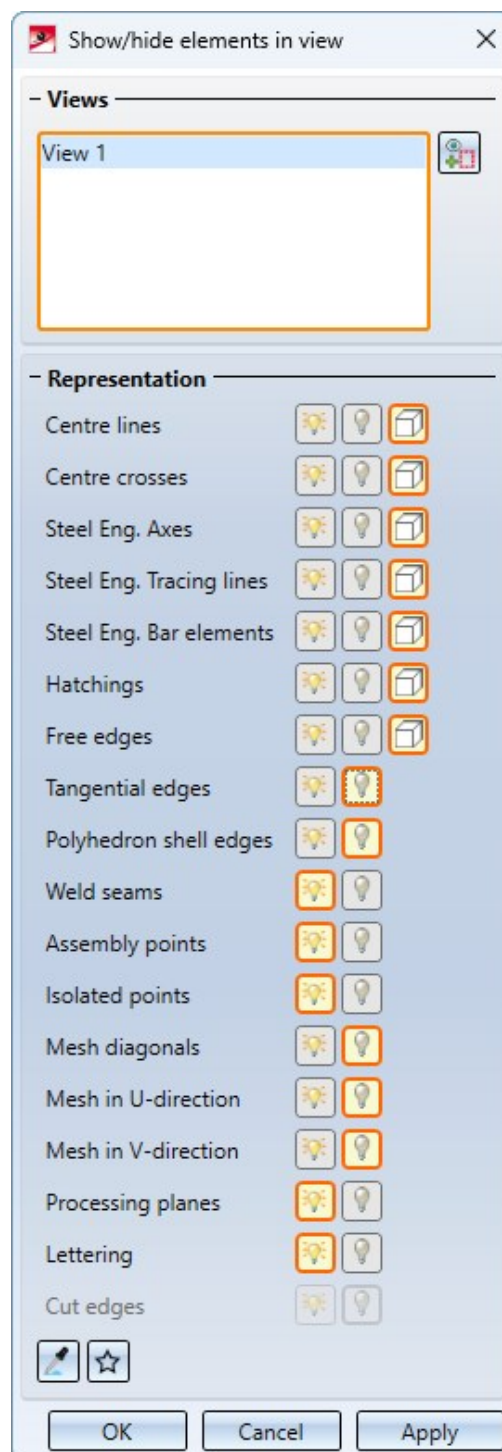 Show/hide elements in view
Views
View 1
Representation
Centre lines
Centre crosses
Steel Eng. Axes
Steel Eng. Tracing lines
Steel Eng. Bar elements
Hatchings
Free edges
Tangential edges
Polyhedron shell edges
Weld seams
Assembly points
Isolated points
Mesh diagonals
Mesh in U-direction
Mesh in V-direction
Processing planes
Lettering
Cut edges
OK Cancel Apply